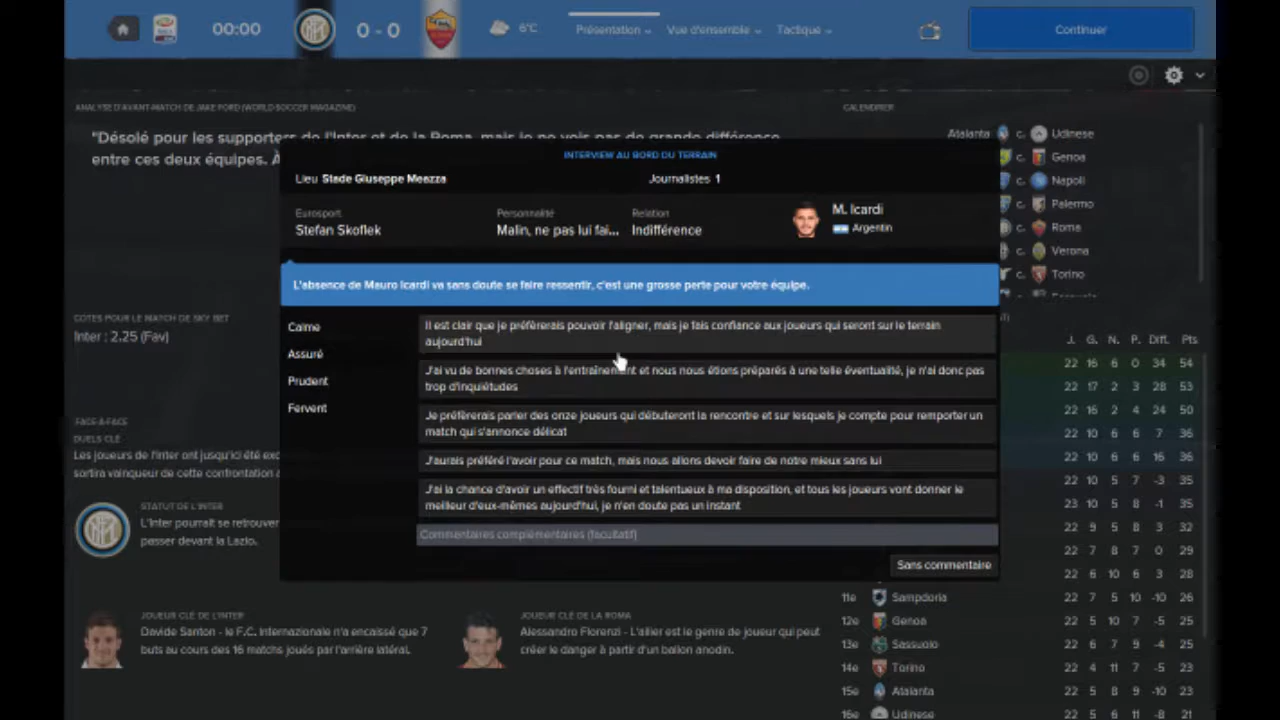 00:00
0 - 0
6°C
Présentation
Vue d'ensemble
Tactique
Continuer
ANALYSE D'AVANT-MATCH DE JAKE FORD (WORLD SOCCER MAGAZINE)
"Désolé pour les supporters de l'Inter et de la Roma, mais je ne vois pas de grande différence
entre ces deux équipes. À
CALENDRIER
Atalanta c. Udinese
c. Genoa
c. Napoli
c. Palermo
c. Roma
c. Verona
c. Torino
INTERVIEW AU BORD DU TERRAIN
Lieu Stade Giuseppe Meazza
Journalistes 1
Eurosport
Stefan Skoflek
Personnalité
Malin, ne pas lui fai...
Relation
Indifférence
M. Icardi
Argentin
L'absence de Mauro Icardi va sans doute se faire ressentir, c'est une grosse perte pour votre équipe.
Calme
Assuré
Prudent
Fervent
Il est clair que je préfèrerais pouvoir l'aligner, mais je fais confiance aux joueurs qui seront sur le terrain
aujourd'hui
J'ai vu de bonnes choses à l'entraînement et nous nous étions préparés à une telle éventualité, je n'ai donc pas
trop d'inquiétudes
Je préfèrerais parler des onze joueurs qui débuteront la rencontre et sur lesquels je compte pour remporter un
match qui s'annonce délicat
J'aurais préféré l'avoir pour ce match, mais nous allons devoir faire de notre mieux sans lui
J'ai la chance d'avoir un effectif très fourni et talentueux à ma disposition, et tous les joueurs vont donner le
meilleur d'eux-mêmes aujourd'hui, je n'en doute pas un instant
Commentaires complémentaires (facultatif)
Sans commentaire
COTES POUR LE MATCH DE SKY BET
Inter : 2.25 (Fav)
FACE-À-FACE
DUELS CLÉ
Les joueurs de l'Inter ont jusqu'ici été exc
sortira vainqueur de cette confrontation
STATUT DE L'INTER
L'Inter pourrait se retrouver
passer devant la Lazio.
JOUEUR CLÉ DE L'INTER
Davide Santon - le F.C. Internazionale n'a encaissé que 7
buts au cours des 16 matchs joués par l'arrière latéral.
JOUEUR CLÉ DE LA ROMA
Alessandro Florenzi - L'ailier est le genre de joueur qui peut
créer le danger à partir d'un ballon anodin.
J. G. N. P. Diff. Pts
22 16 6 0 34 54
22 17 2 3 28 53
22 16 2 4 24 50
22 10 6 6 7 36
22 10 6 6 16 36
22 10 5 7 -3 35
23 10 5 8 -1 35
22 9 5 8 3 32
22 7 8 7 0 29
22 6 10 6 3 28
11e Sampdoria 22 7 5 10 -10 26
12e Genoa 22 5 10 7 -5 25
13e Sassuolo 22 6 7 9 -4 25
14e Torino 22 4 11 7 -5 23
15e Atalanta 22 5 8 9 -10 23
16e Udinese 22 5 6 11 -8 21